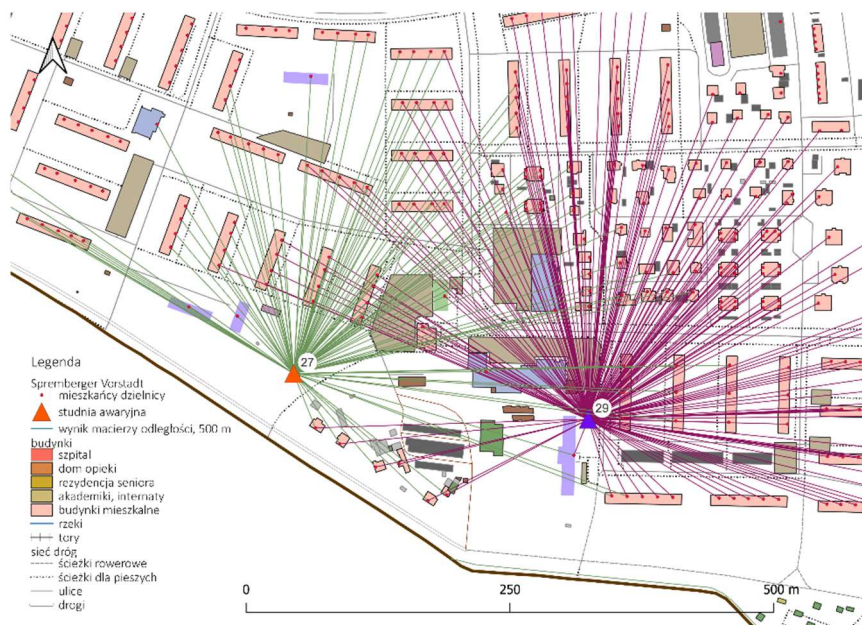 27
29
Legenda
Spremberger Vorstadt
mieszkańcy dzielnicy
studnia awaryjna
wynik macierzy odległości, 500 m
budynki
szpital
dom opieki
rezydencja seniora
akademiki, internaty
budynki mieszkalne
rzeki
tory
sieć dróg
ścieżki rowerowe
ścieżki dla pieszych
ulice
drogi
0 250 500 m